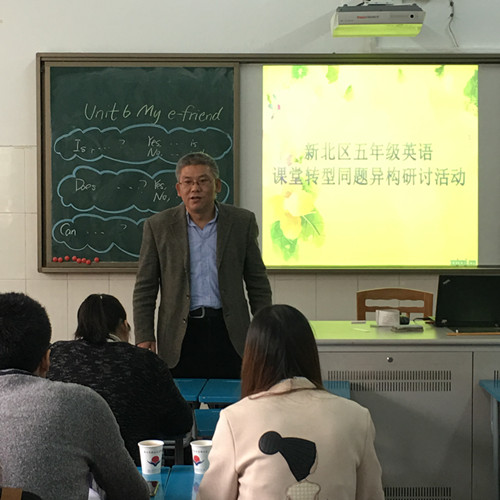 Unit 6 My e-friend
Is . . . ? Yes, . . . is
No,
Does . . . ? Yes,
No,
Can . . . ?
新北区五年级英语
课堂转型同题异构研讨活动